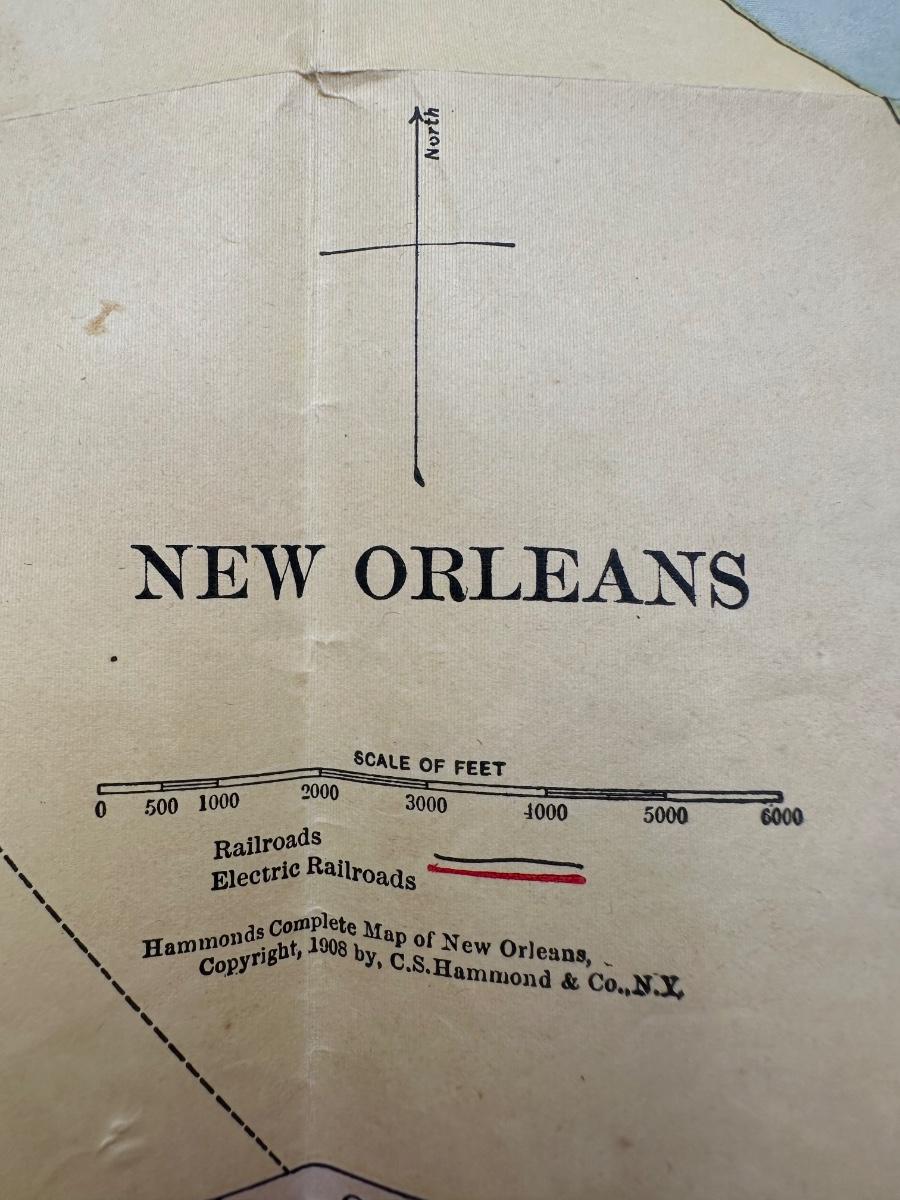 North
NEW ORLEANS
SCALE OF FEET
0 500 1000 2000 3000 4000 5000 6000
Railroads
Electric Railroads
Hammonds Complete Map of New Orleans,
Copyright, 1908 by, C.S.Hammond & Co.,N.Y.